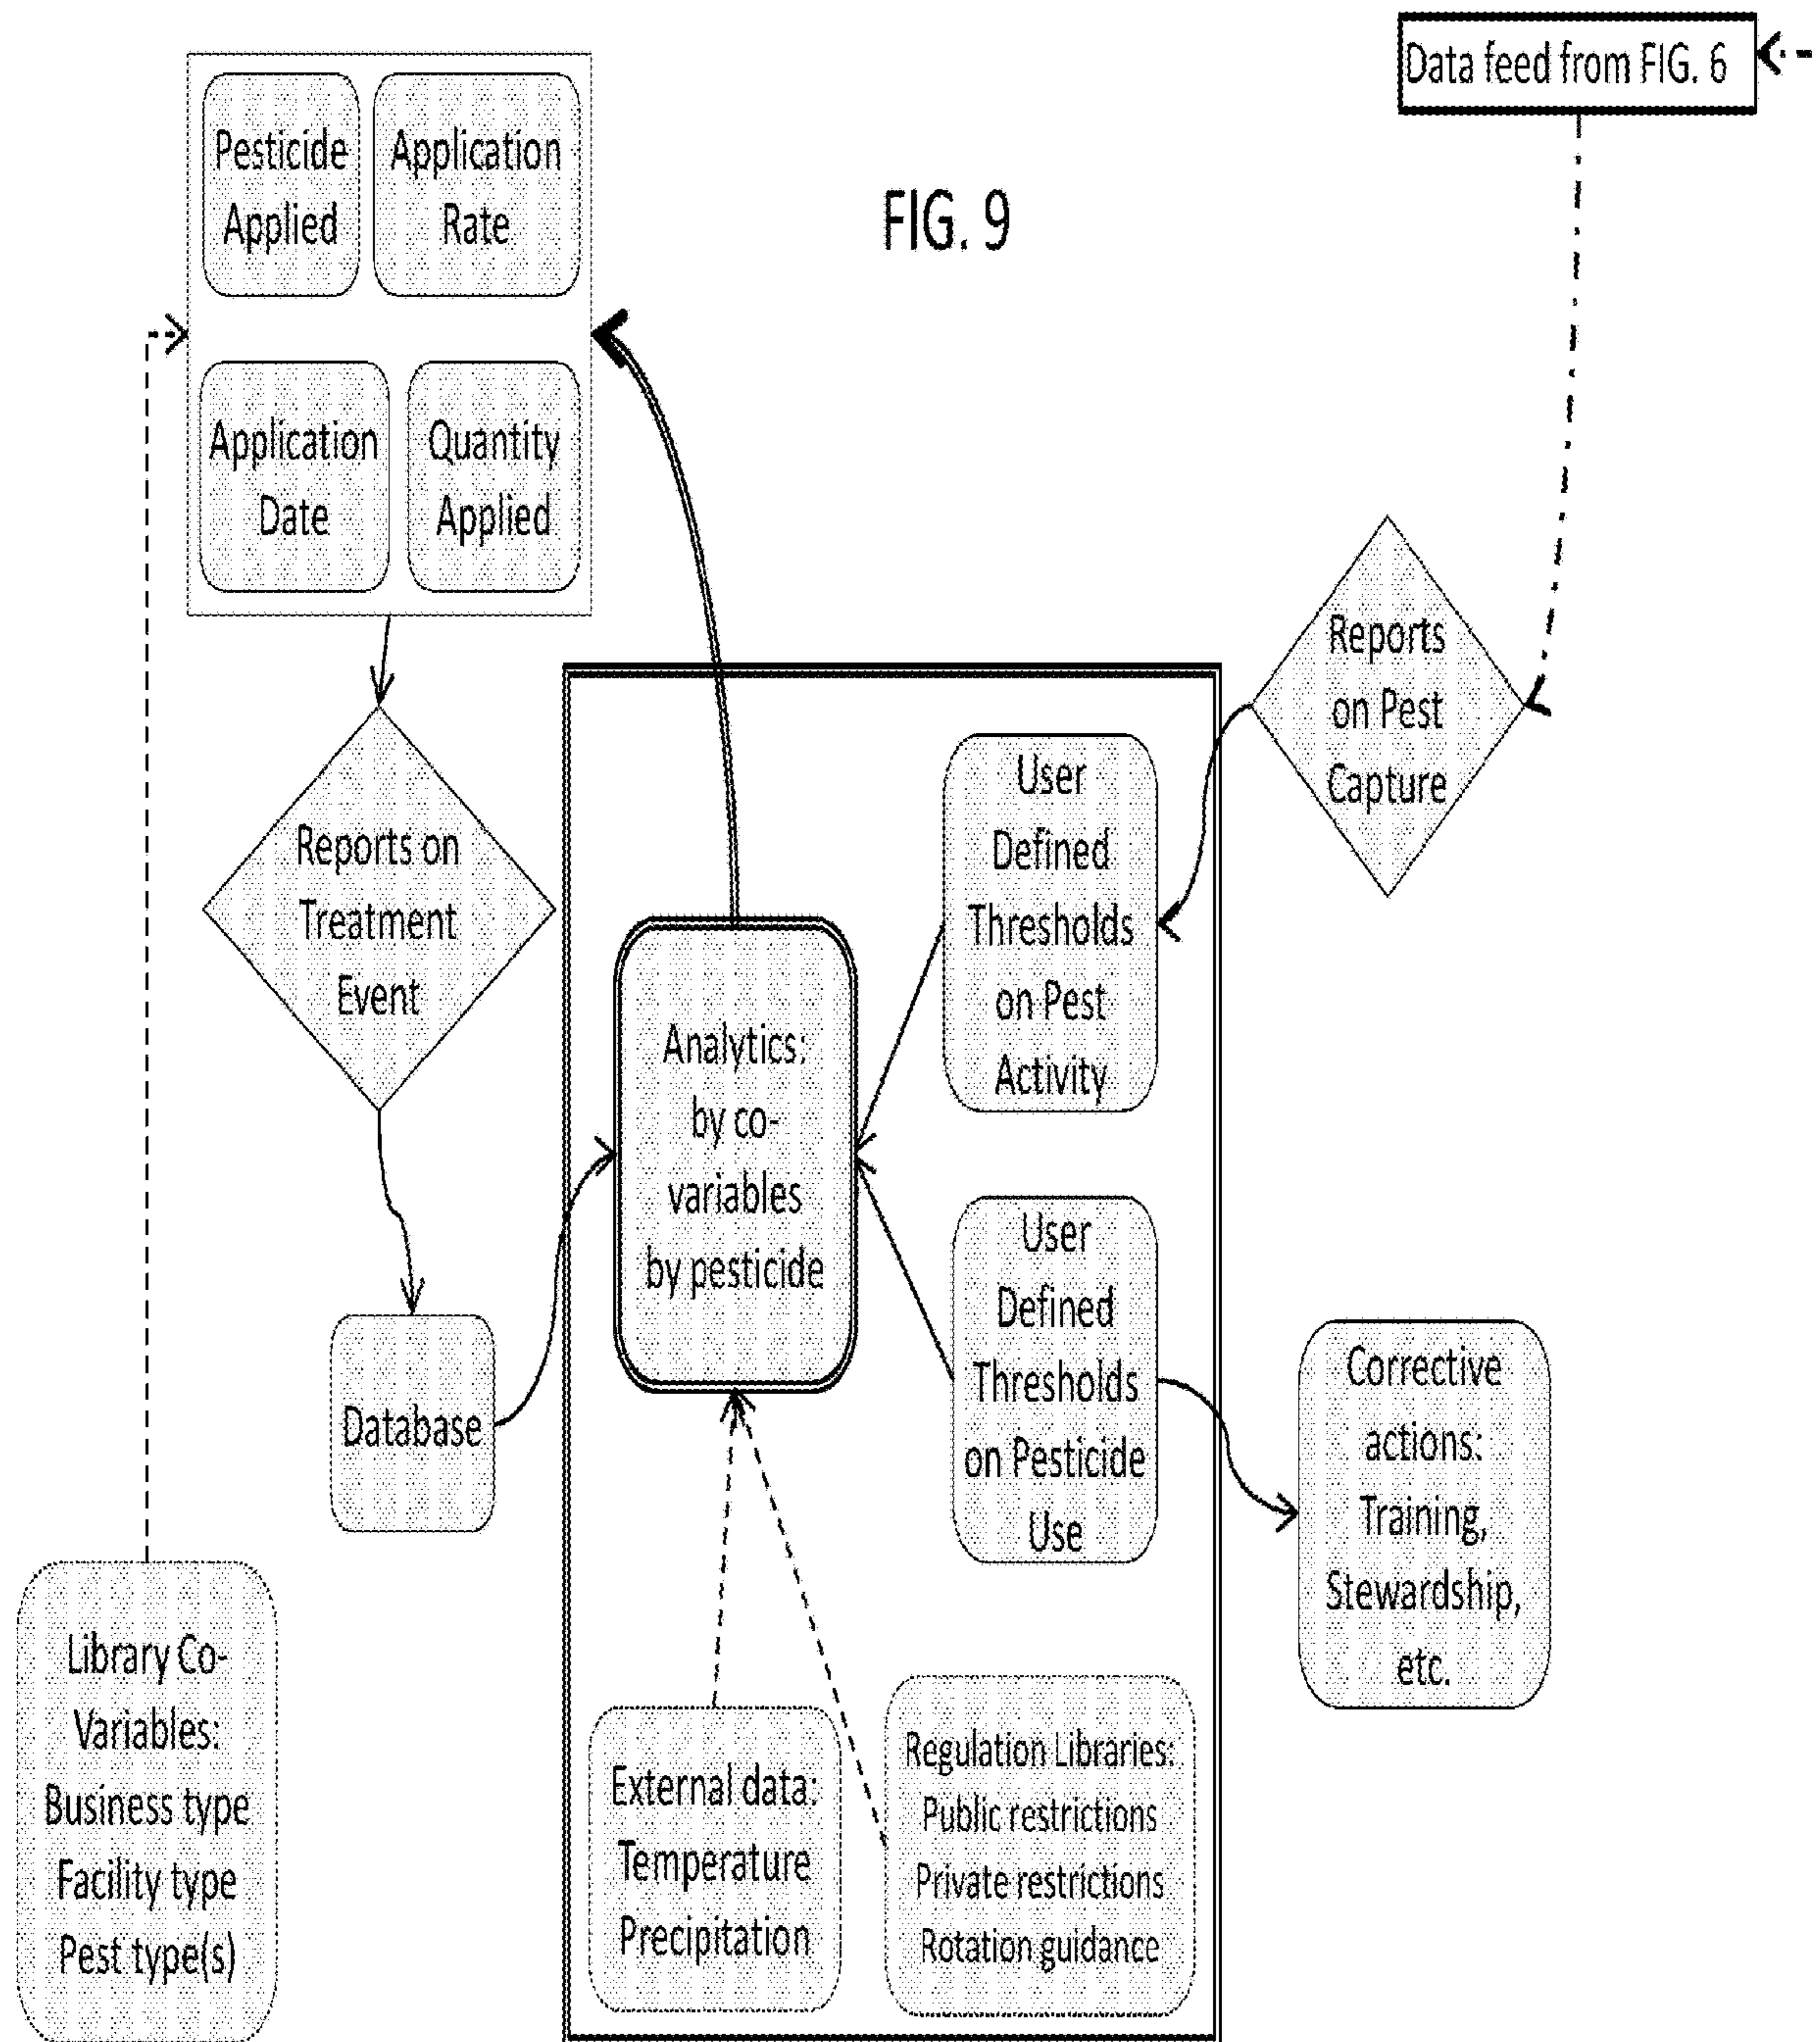 Data feed from FIG. 6
Pesticide
Applied
Application
Rate
FIG. 9
Application
Date
Quantity
Applied
Reports
on Pest
Capture
User
Defined
Thresholds
on Pest
Activity
Reports on
Treatment
Event
Analytics:
by co-
variables
by pesticide
User
Defined
Thresholds
on Pesticide
Use
Database
Corrective
actions:
Training,
Stewardship,
etc.
Library Co-
Variables:
Business type
Facility type
Pest type(s)
External data:
Temperature
Precipitation
Regulation Libraries:
Public restrictions
Private restrictions
Rotation guidance